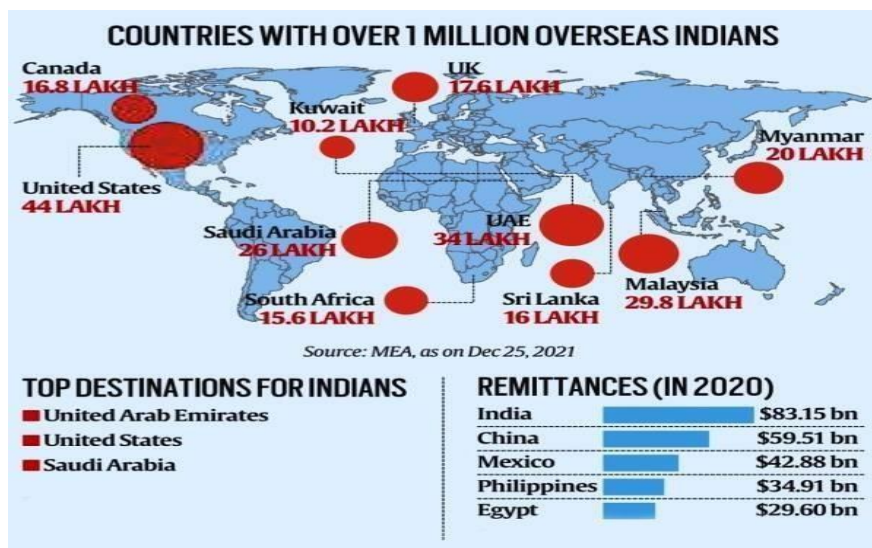 COUNTRIES WITH OVER 1 MILLION OVERSEAS INDIANS
Canada
16.8 LAKH
UK
17.6 LAKH
Kuwait
10.2 LAKH
Myanmar
20 LAKH
United States
44 LAKH
Saudi Arabia
26 LAKH
UAE
34 LAKH
South Africa
15.6 LAKH
Sri Lanka
16 LAKH
Malaysia
29.8 LAKH
Source: MEA, as on Dec 25, 2021
TOP DESTINATIONS FOR INDIANS
United Arab Emirates
United States
Saudi Arabia
REMITTANCES (IN 2020)
India $83.15 bn
China $59.51 bn
Mexico $42.88 bn
Philippines $34.91 bn
Egypt $29.60 bn